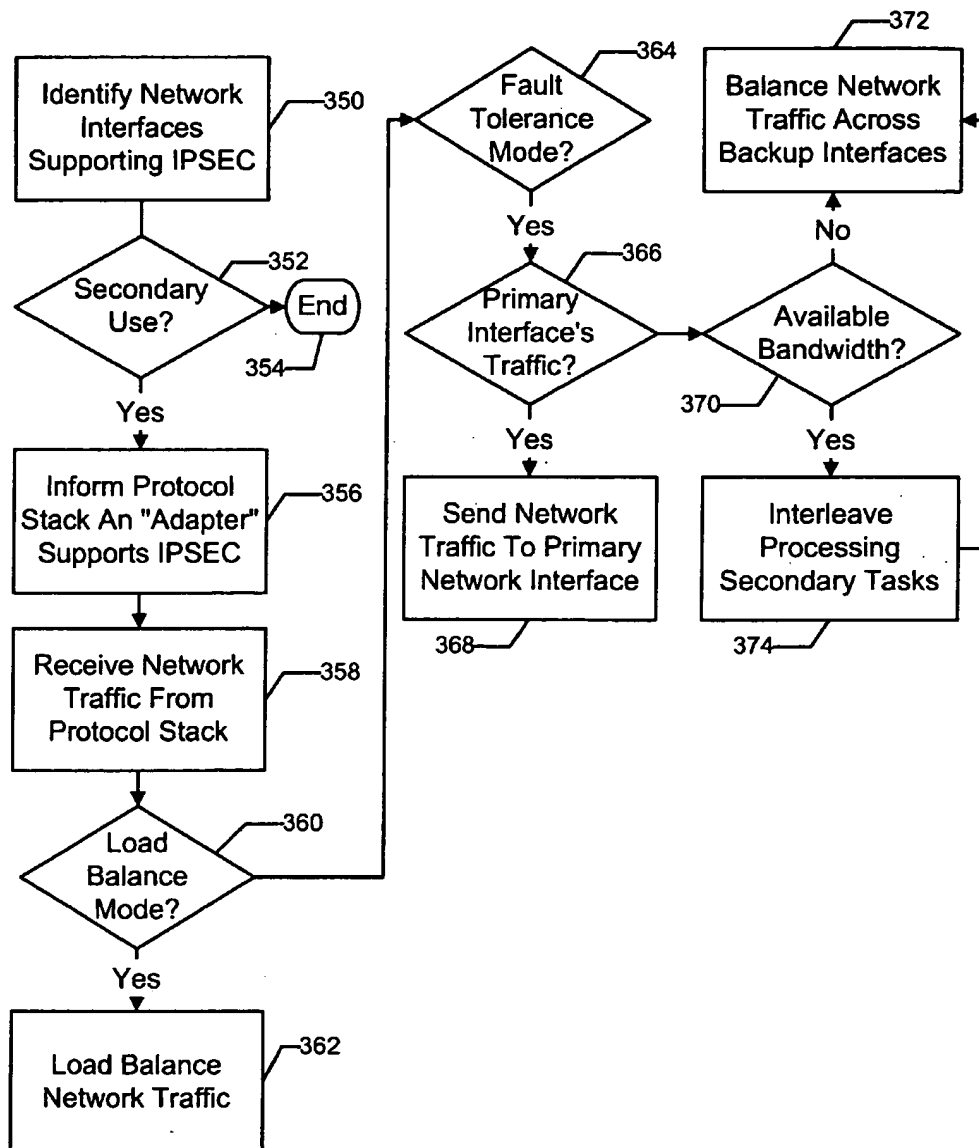 Identify Network
Interfaces
Supporting IPSEC
350
Secondary
Use?
352
End
354
Yes
Inform Protocol
Stack An "Adapter"
Supports IPSEC
356
Receive Network
Traffic From
Protocol Stack
358
Load
Balance
Mode?
360
Yes
Load Balance
Network Traffic
362
Fault
Tolerance
Mode?
364
Yes
Primary
Interface's
Traffic?
366
Yes
Send Network
Traffic To Primary
Network Interface
368
372
Balance Network
Traffic Across
Backup Interfaces
No
Available
Bandwidth?
370
Yes
Interleave
Processing
Secondary Tasks
374